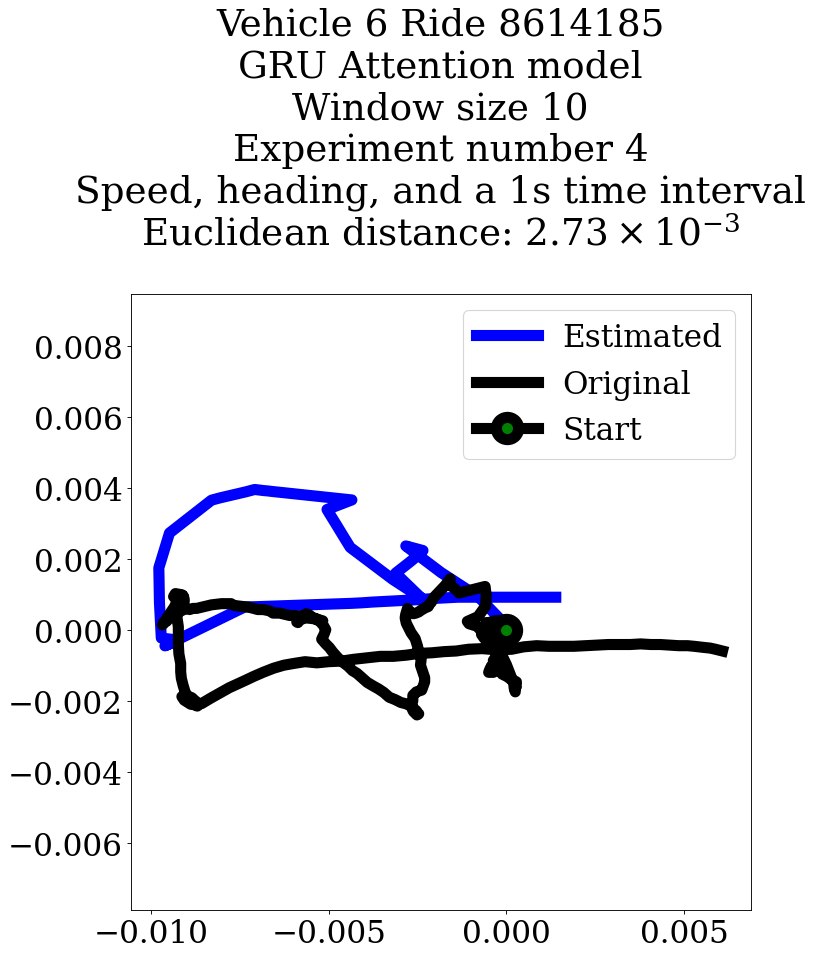 Vehicle 6 Ride 8614185
GRU Attention model
Window size 10
Experiment number 4
Speed, heading, and a 1s time interval
Euclidean distance: 2.73 × 10⁻³
Estimated
Original
Start
0.008
0.006
0.004
0.002
0.000
−0.002
−0.004
−0.006
−0.010 −0.005 0.000 0.005